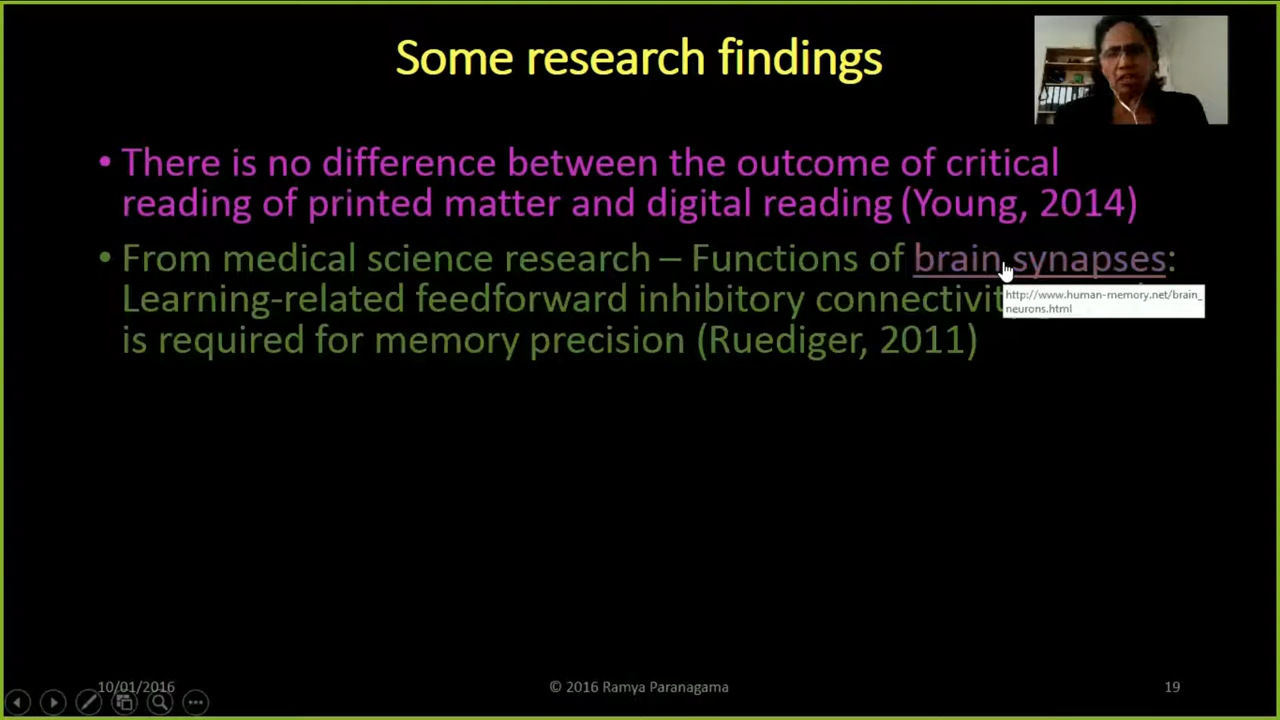 Some research findings
• There is no difference between the outcome of critical
reading of printed matter and digital reading (Young, 2014)
• From medical science research – Functions of brain synapses:
Learning-related feedforward inhibitory connectivity
http://www.human-memory.net/brain_
neurons.html
is required for memory precision (Ruediger, 2011)
10/01/2016
© 2016 Ramya Paranagama
19